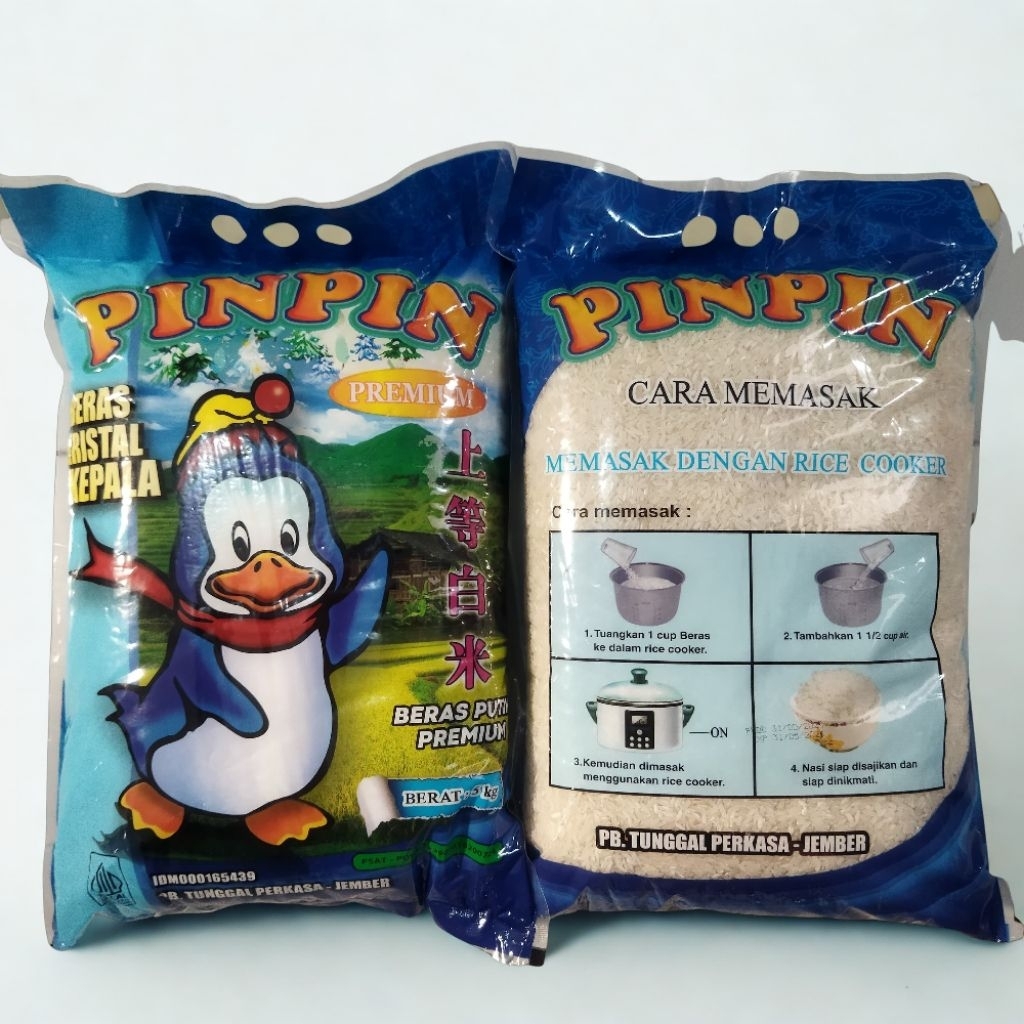 PINPIN
PREMIUM
BERAS
KRISTAL
KEPALA
上等白米
BERAS PUTIH
PREMIUM
BERAT : 5 kg
PSAT -
IDM000165439
PB. TUNGGAL PERKASA - JEMBER
PINPIN
CARA MEMASAK
MEMASAK DENGAN RICE COOKER
Cara memasak :
1. Tuangkan 1 cup Beras
ke dalam rice cooker.
2. Tambahkan 1 1/2 cup air.
ON
3. Kemudian dimasak
menggunakan rice cooker.
4. Nasi siap disajikan dan
siap dinikmati.
PB. TUNGGAL PERKASA - JEMBER